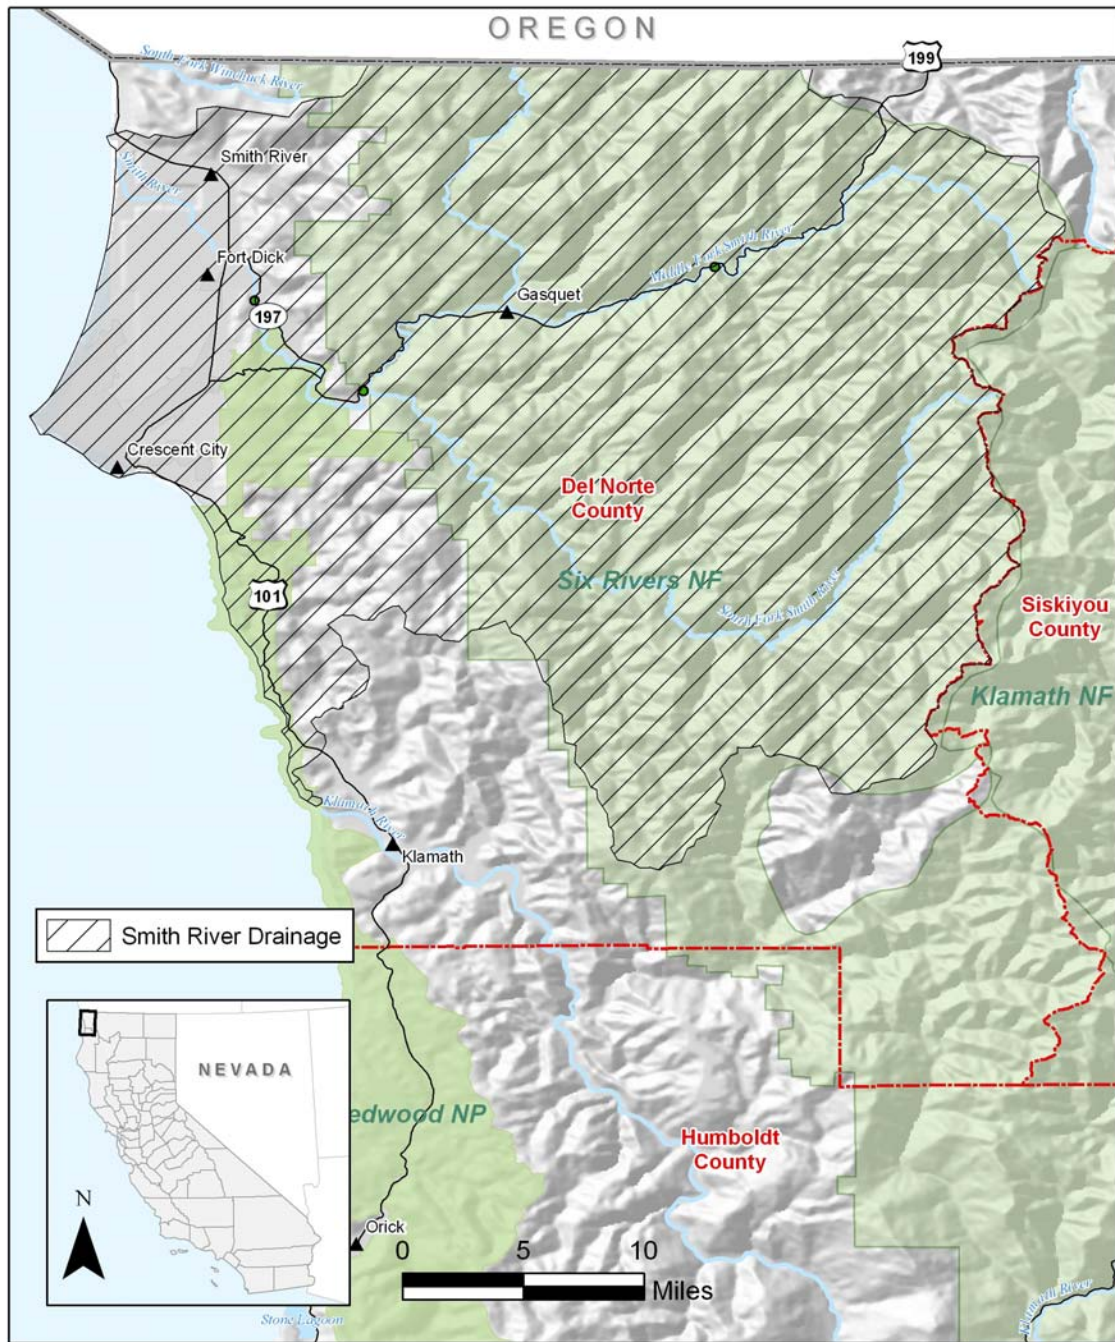 OREGON
199
South Fork Winchuck River
Smith River
Smith River
Fort Dick
Middle Fork Smith River
Gasquet
197
Crescent City
Del Norte
County
Six Rivers NF
101
South Fork Smith River
Siskiyou
County
Klamath NF
Klamath River
Klamath
Smith River Drainage
NEVADA
edwood NP
Humboldt
County
N
Orick
0 5 10
Miles
Stone Lagoon
Klamath River